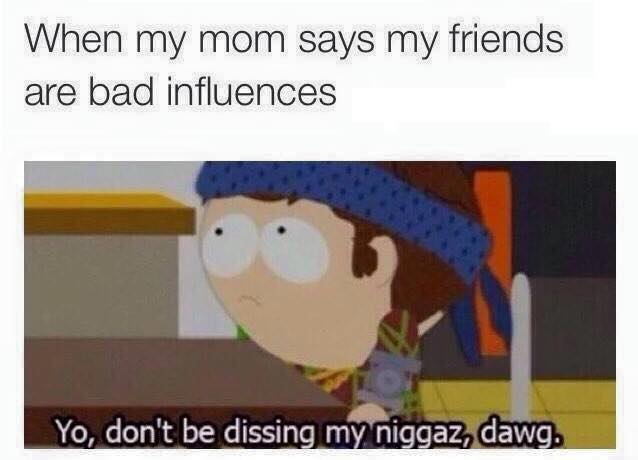 When my mom says my friends
are bad influences
Yo, don't be dissing my niggaz, dawg.